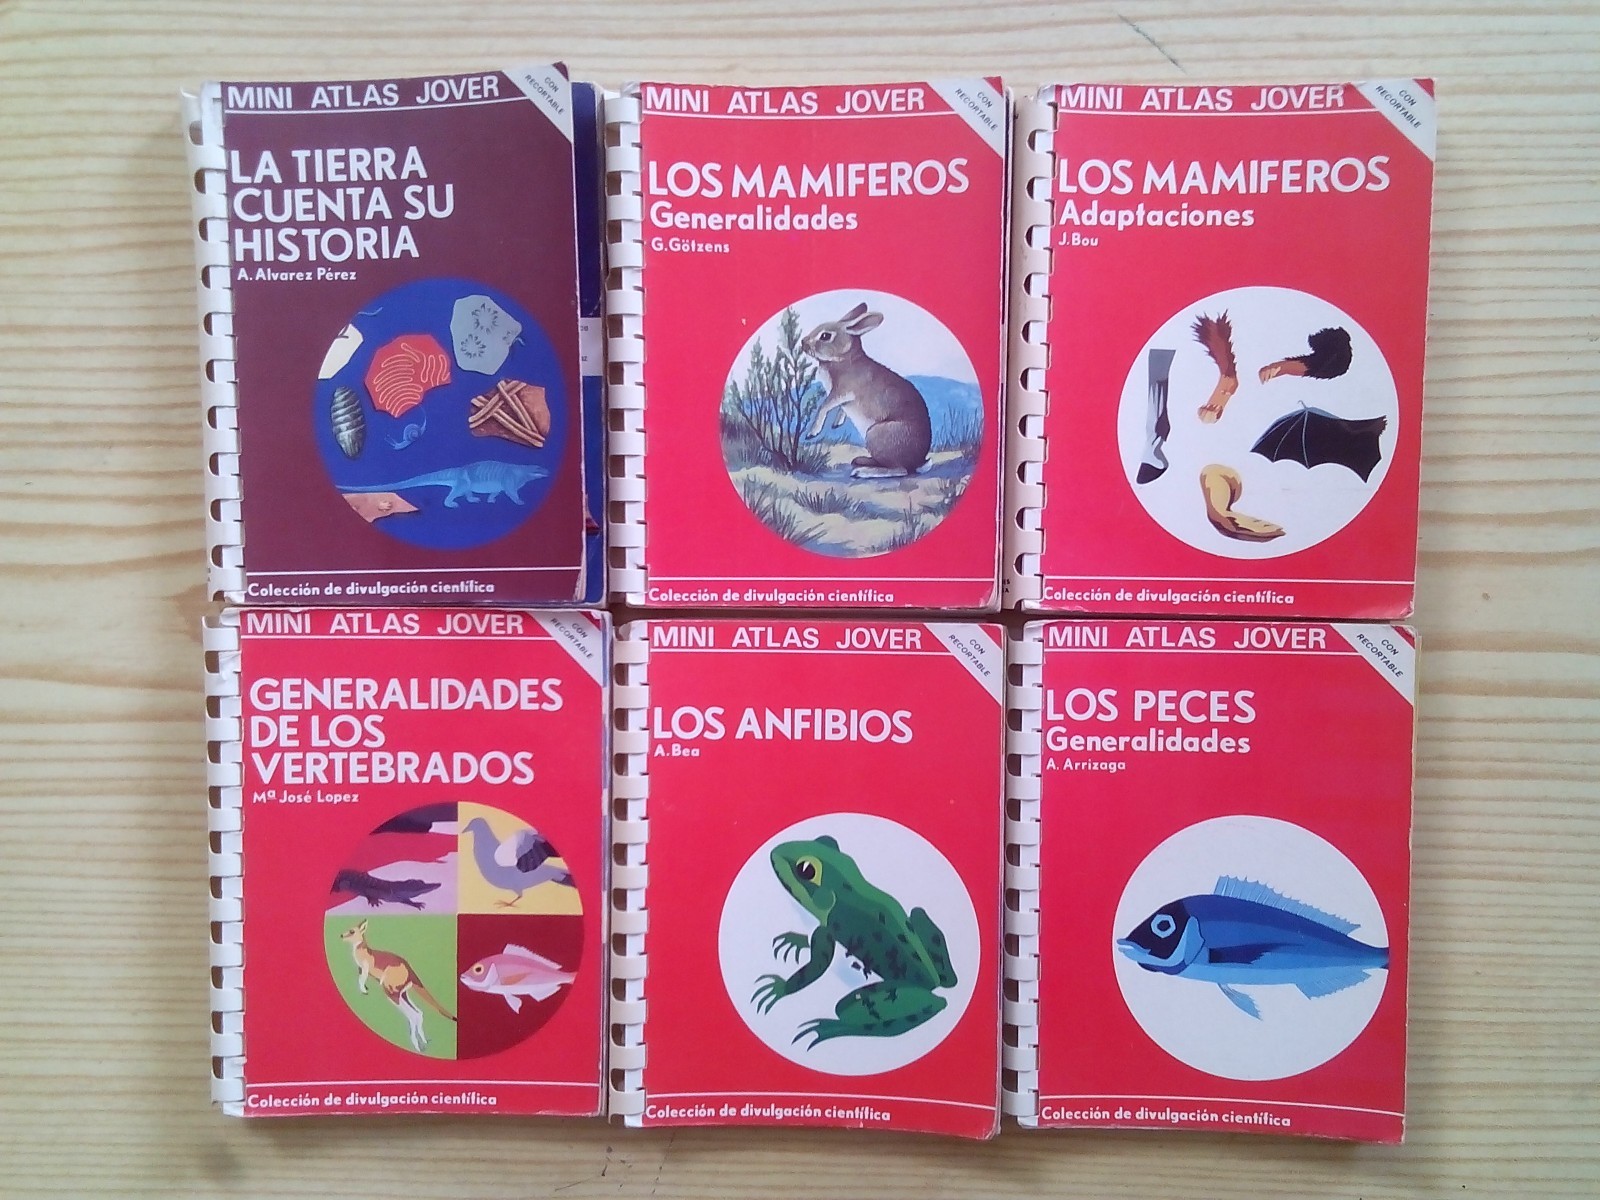 MINI ATLAS JOVER
CON
RECORTABLE
LA TIERRA
CUENTA SU
HISTORIA
A. Alvarez Pérez
Colección de divulgación científica
MINI ATLAS JOVER
CON
RECORTABLE
LOS MAMIFEROS
Generalidades
G. Götzens
Colección de divulgación científica
MINI ATLAS JOVER
CON
RECORTABLE
LOS MAMIFEROS
Adaptaciones
J. Bou
Colección de divulgación científica
MINI ATLAS JOVER
CON
RECORTABLE
GENERALIDADES
DE LOS
VERTEBRADOS
Mª José Lopez
Colección de divulgación científica
MINI ATLAS JOVER
CON
RECORTABLE
LOS ANFIBIOS
A. Bea
Colección de divulgación científica
MINI ATLAS JOVER
CON
RECORTABLE
LOS PECES
Generalidades
A. Arrizaga
Colección de divulgación científica